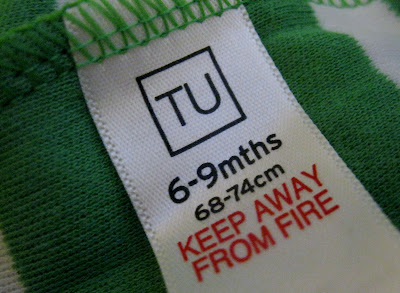 TU
6-9mths
68-74cm
KEEP AWAY
FROM FIRE